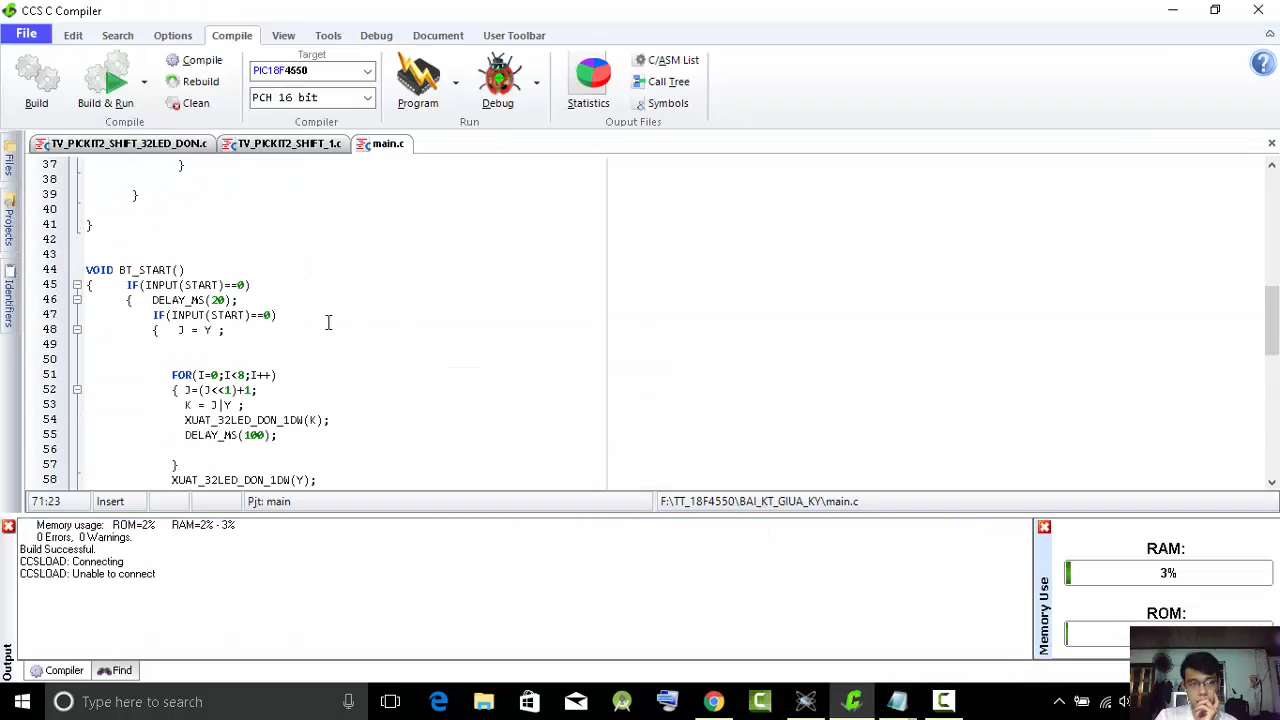 CCS C Compiler
File Edit Search Options Compile View Tools Debug Document User Toolbar
Build
Build & Run
Compile
Rebuild
Clean
Compile
Target
PIC18F4550
PCH 16 bit
Compiler
Program
Debug
Run
Statistics
C/ASM List
Call Tree
Symbols
Ouput Files
Files
Projects
Identifiers
TV_PICKIT2_SHIFT_32LED_DON.c TV_PICKIT2_SHIFT_1.c main.c
37 }
38
39 }
40
41 }
42
43
44 VOID BT_START()
45 { IF(INPUT(START)==0)
46 { DELAY_MS(20);
47 IF(INPUT(START)==0)
48 { J = Y ;
49
50
51 FOR(I=0;I<8;I++)
52 { J=(J<<1)+1;
53 K = J|Y ;
54 XUAT_32LED_DON_1DW(K);
55 DELAY_MS(100);
56
57 }
58 XUAT_32LED_DON_1DW(Y);
71:23 Insert Pjt: main F:\TT_18F4550\BAI_KT_GIUA_KY\main.c
Memory usage: ROM=2% RAM=2% - 3%
0 Errors, 0 Warnings.
Build Successful.
CCSLOAD: Connecting
CCSLOAD: Unable to connect
Output
Compiler Find
Memory Use
RAM:
3%
ROM:
Type here to search